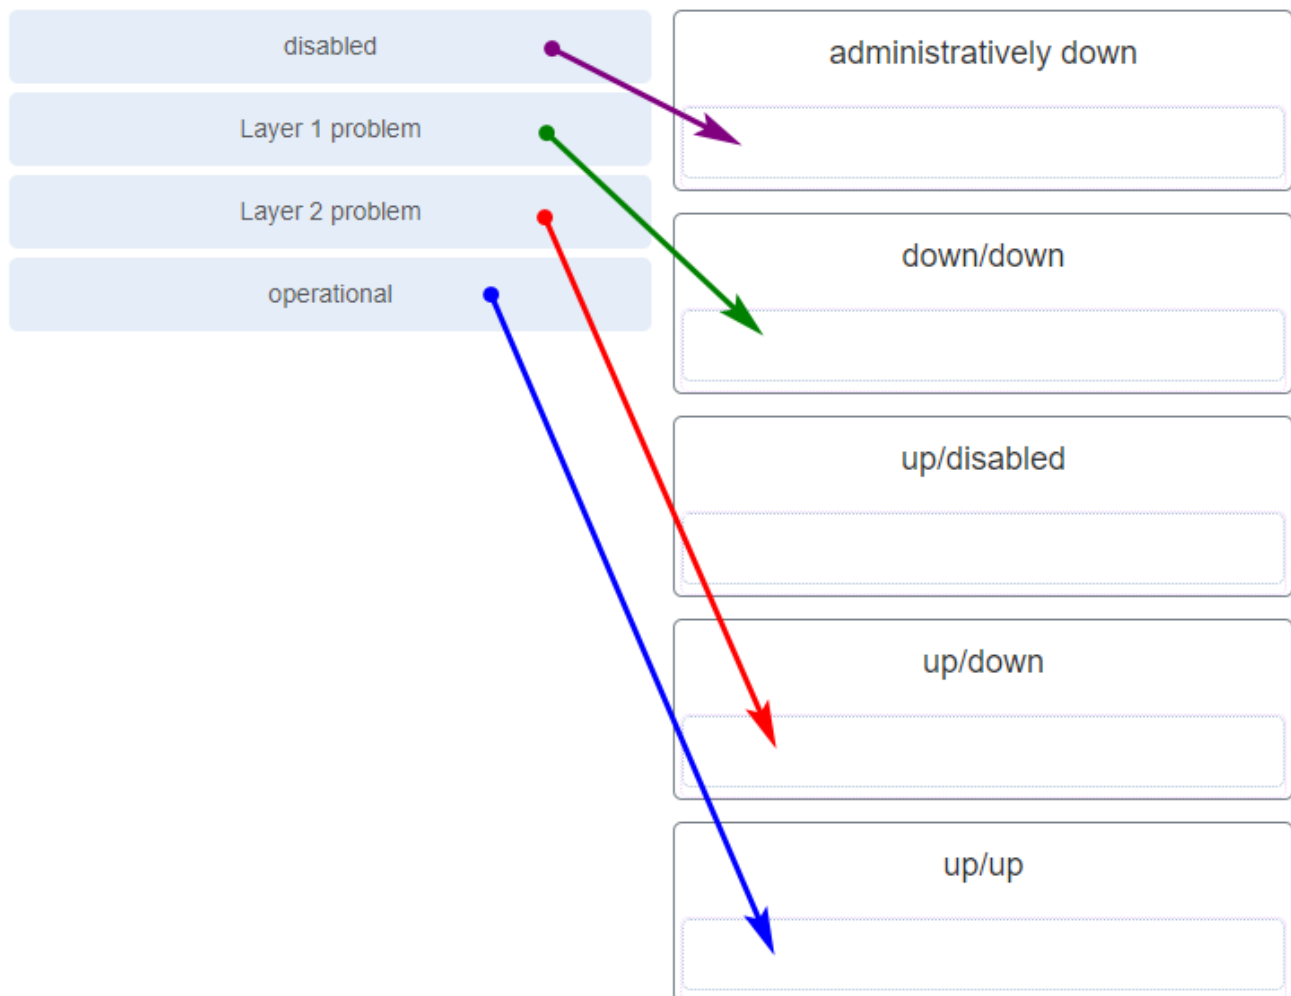 disabled
Layer 1 problem
Layer 2 problem
operational
administratively down
down/down
up/disabled
up/down
up/up